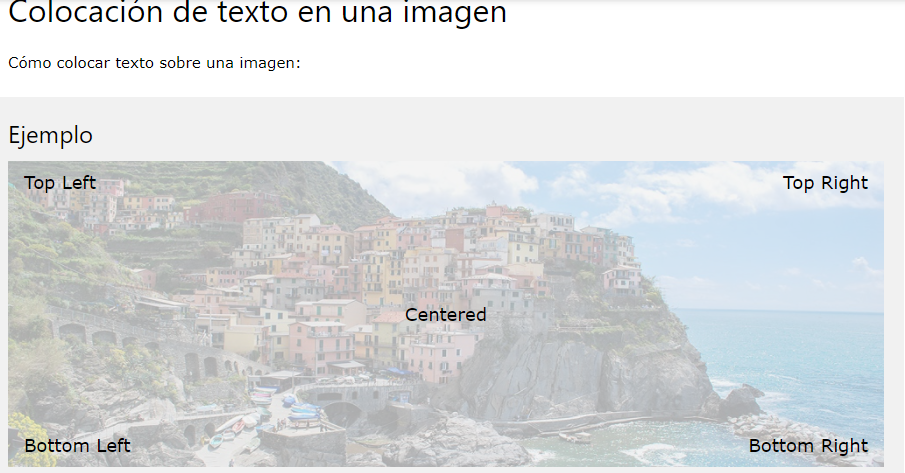 Colocación de texto en una imagen
Cómo colocar texto sobre una imagen:
Ejemplo
Top Left
Top Right
Centered
Bottom Left
Bottom Right